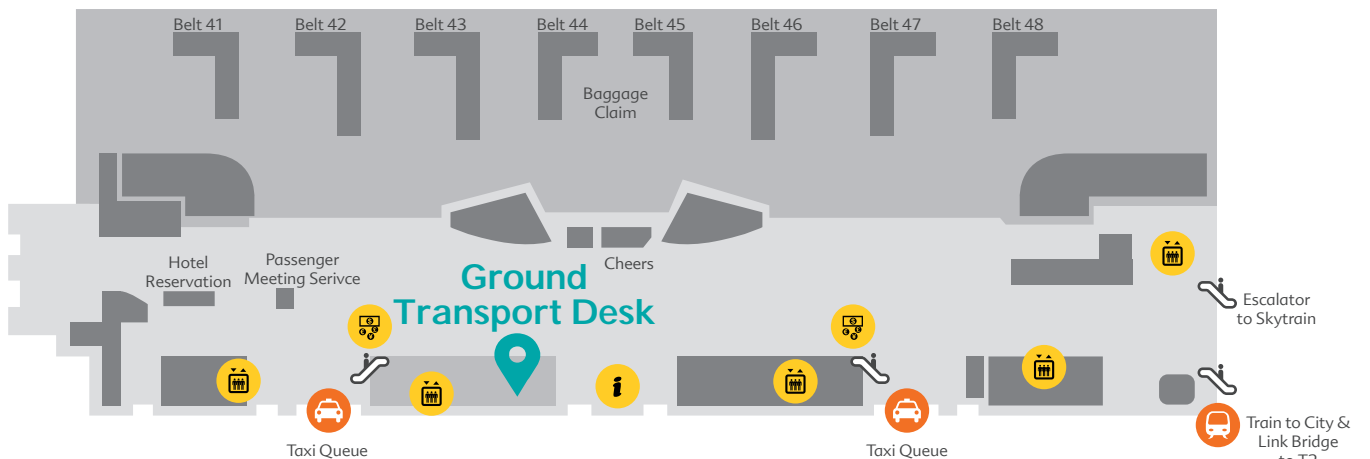 Belt 41
Belt 42
Belt 43
Belt 44
Belt 45
Belt 46
Belt 47
Belt 48
Baggage
Claim
Hotel
Reservation
Passenger
Meeting Serivce
Ground
Transport Desk
Cheers
Escalator
to Skytrain
i
Taxi Queue
Taxi Queue
Train to City &
Link Bridge
to T2